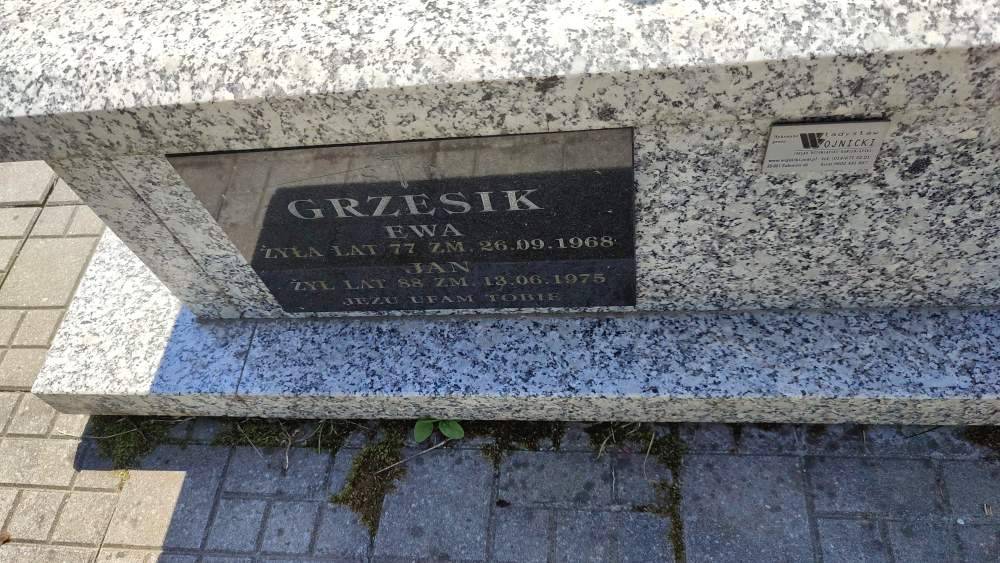 GRZESIK
EWA
ŻYŁA LAT 77 ZM. 26.09.1968
JAN
ŻYŁ LAT 88 ZM. 13.06.1975
JEZU UFAM TOBIE
Władysław
WOJNICKI